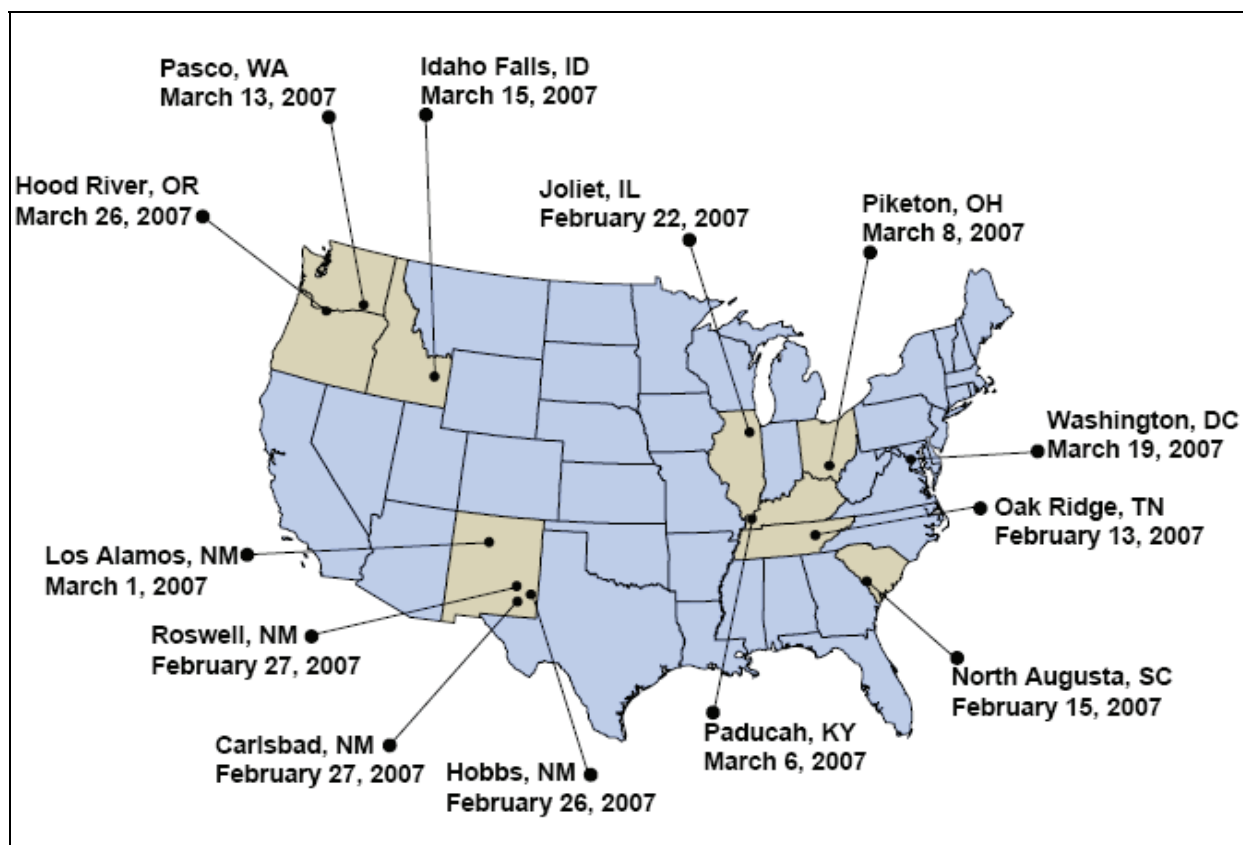 Pasco, WA
March 13, 2007
Idaho Falls, ID
March 15, 2007
Hood River, OR
March 26, 2007
Joliet, IL
February 22, 2007
Piketon, OH
March 8, 2007
Washington, DC
March 19, 2007
Oak Ridge, TN
February 13, 2007
Los Alamos, NM
March 1, 2007
Roswell, NM
February 27, 2007
North Augusta, SC
February 15, 2007
Paducah, KY
March 6, 2007
Carlsbad, NM
February 27, 2007
Hobbs, NM
February 26, 2007